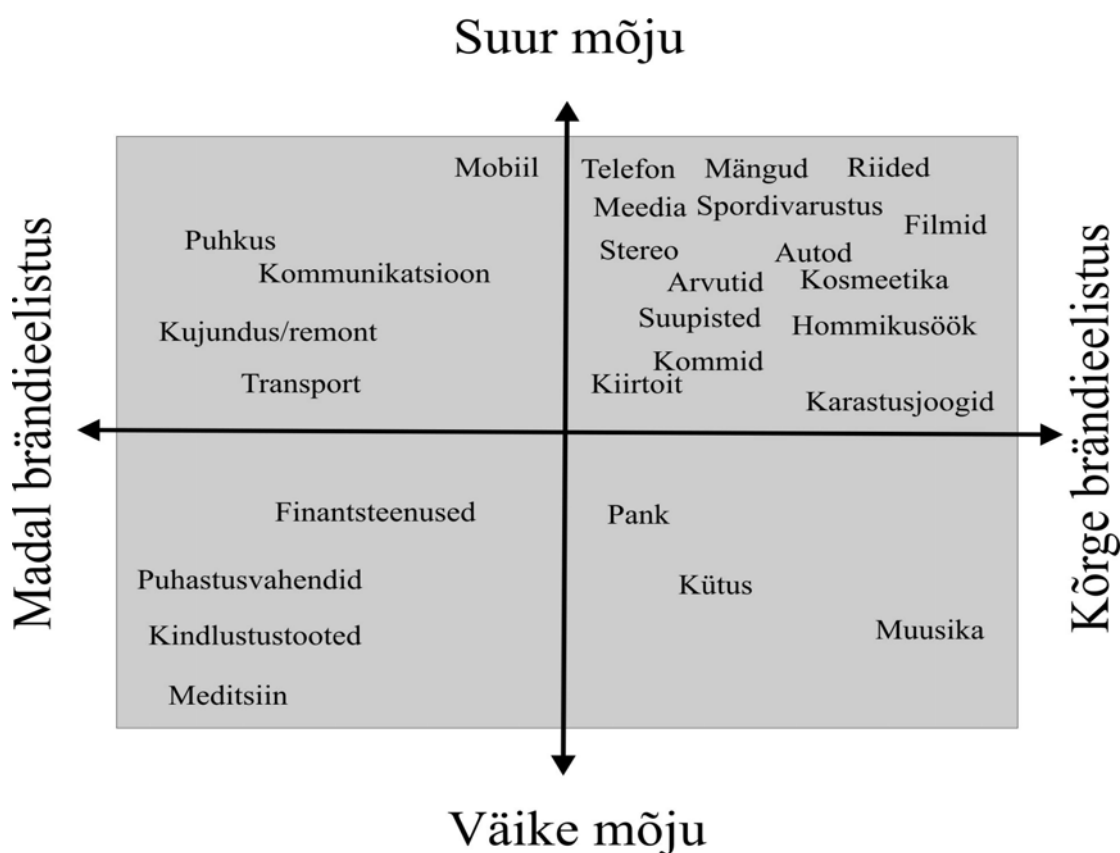 Suur mõju
Mobiil
Telefon
Mängud
Riided
Meedia
Spordivarustus
Filmid
Puhkus
Stereo
Autod
Kommunikatsioon
Arvutid
Kosmeetika
Suupisted
Hommikusöök
Kujundus/remont
Kommid
Transport
Kiirtoit
Karastusjoogid
Madal brändieelistus
Kõrge brändieelistus
Finantsteenused
Pank
Puhastusvahendid
Kütus
Kindlustustooted
Muusika
Meditsiin
Väike mõju